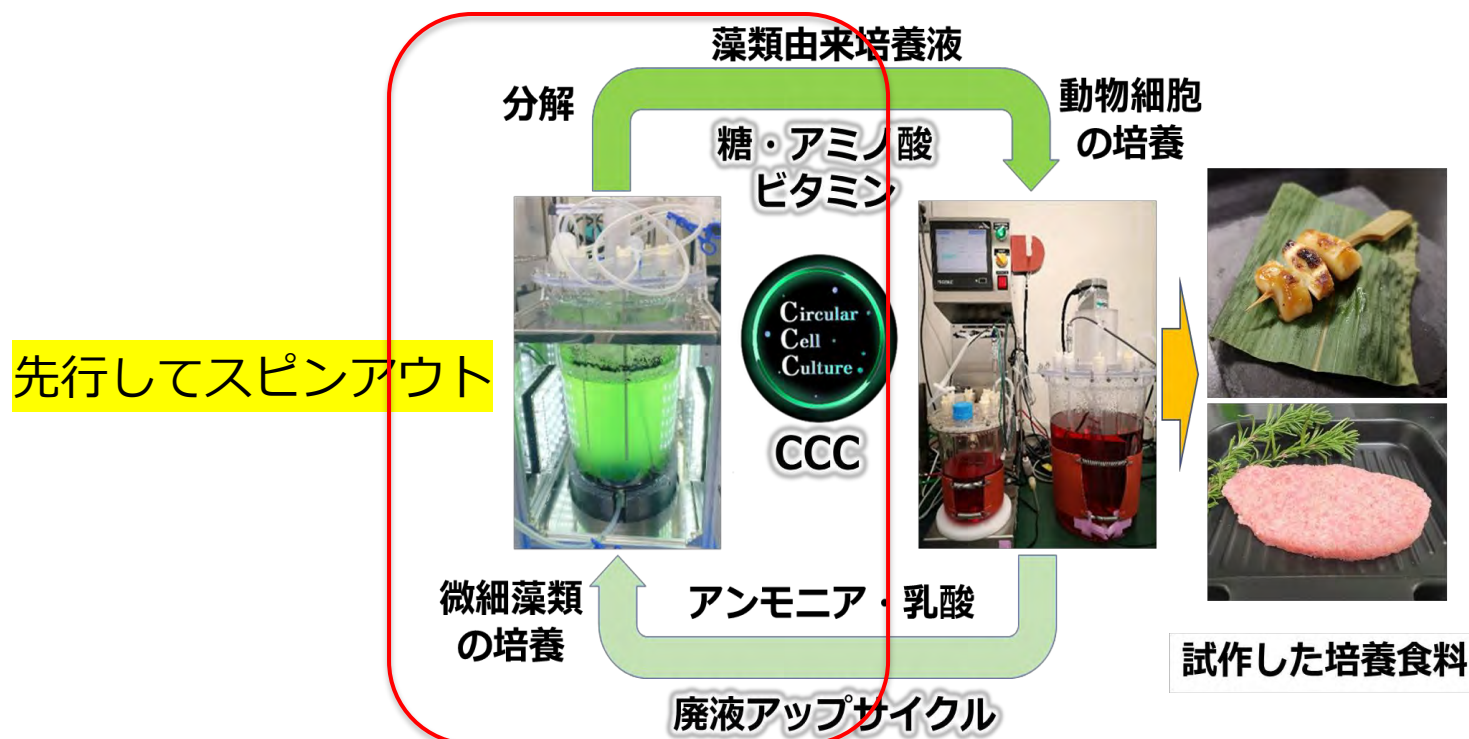 藻類由来培養液
分解
動物細胞
の培養
糖・アミノ酸
ビタミン
Circular
Cell
Culture
CCC
先行してスピンアウト
微細藻類
の培養
アンモニア・乳酸
廃液アップサイクル
試作した培養食料